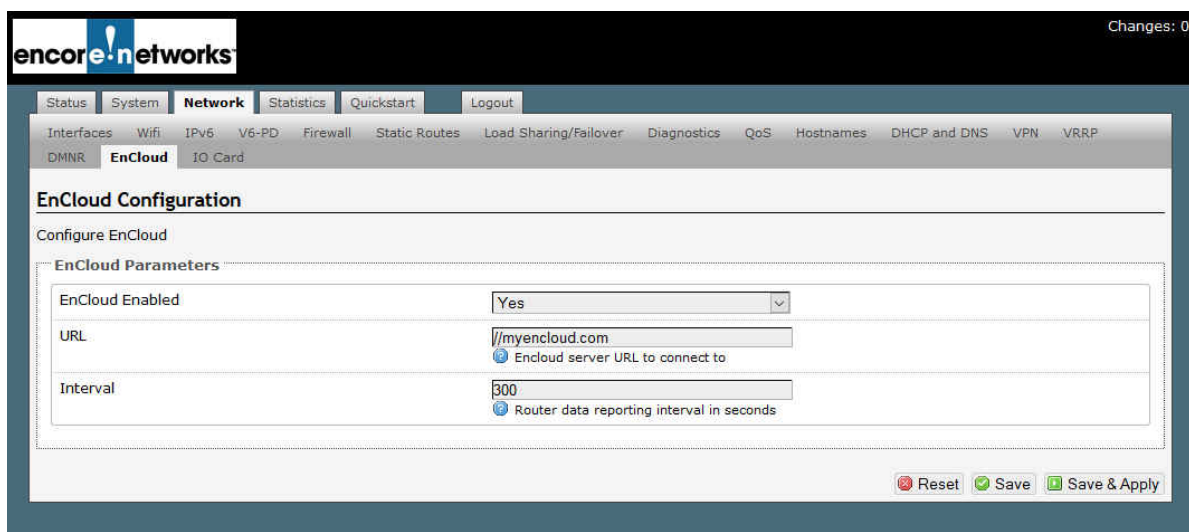 Changes: 0
encore!networks™
Status System Network Statistics Quickstart Logout
Interfaces Wifi IPv6 V6-PD Firewall Static Routes Load Sharing/Failover Diagnostics QoS Hostnames DHCP and DNS VPN VRRP
DMNR EnCloud IO Card
EnCloud Configuration
Configure EnCloud
EnCloud Parameters
EnCloud Enabled Yes
URL //myencloud.com
Encloud server URL to connect to
Interval 300
Router data reporting interval in seconds
Reset Save Save & Apply